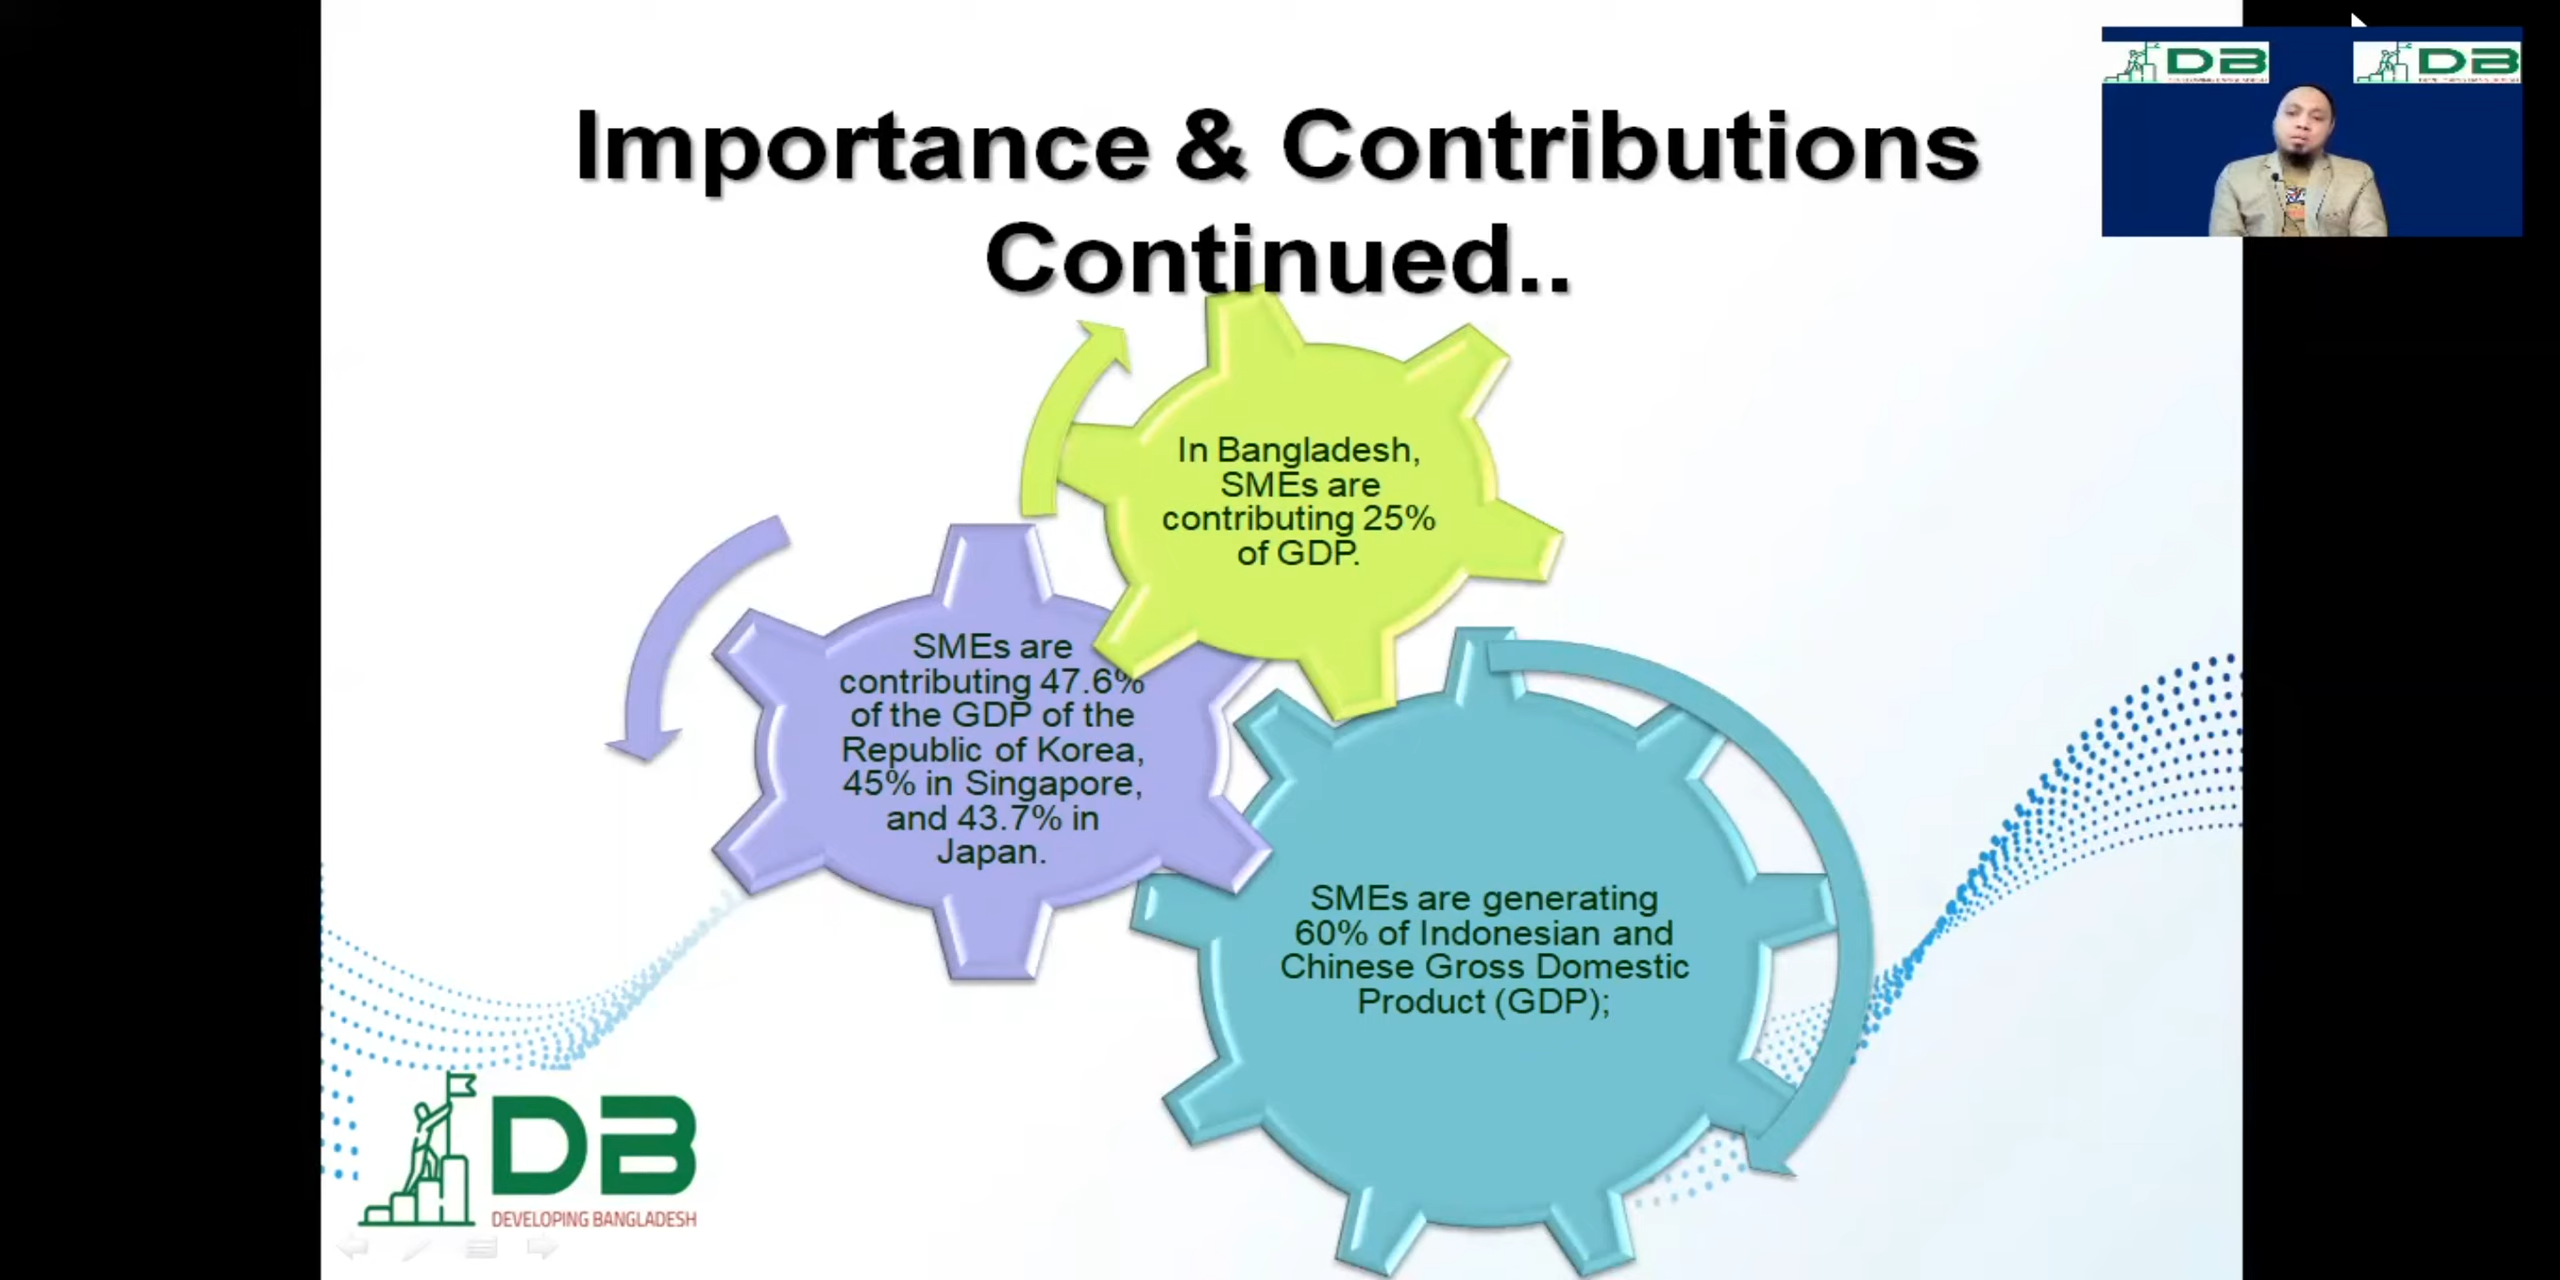 Importance & Contributions
Continued..
In Bangladesh,
SMEs are
contributing 25%
of GDP.
SMEs are
contributing 47.6%
of the GDP of the
Republic of Korea,
45% in Singapore,
and 43.7% in
Japan.
SMEs are generating
60% of Indonesian and
Chinese Gross Domestic
Product (GDP);
DB
DEVELOPING BANGLADESH
DB
DB